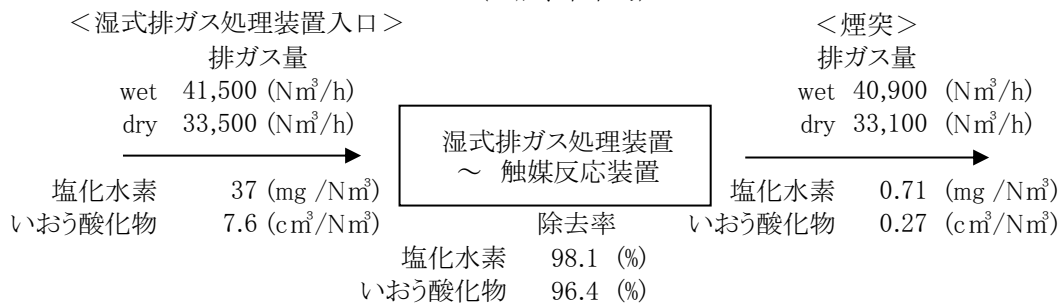 ＜湿式排ガス処理装置入口＞
排ガス量
wet 41,500 (Nm³/h)
dry 33,500 (Nm³/h)
塩化水素 37 (mg /Nm³)
いおう酸化物 7.6 (cm³/Nm³)
湿式排ガス処理装置
～ 触媒反応装置
除去率
塩化水素 98.1 (%)
いおう酸化物 96.4 (%)
＜煙突＞
排ガス量
wet 40,900 (Nm³/h)
dry 33,100 (Nm³/h)
塩化水素 0.71 (mg /Nm³)
いおう酸化物 0.27 (cm³/Nm³)